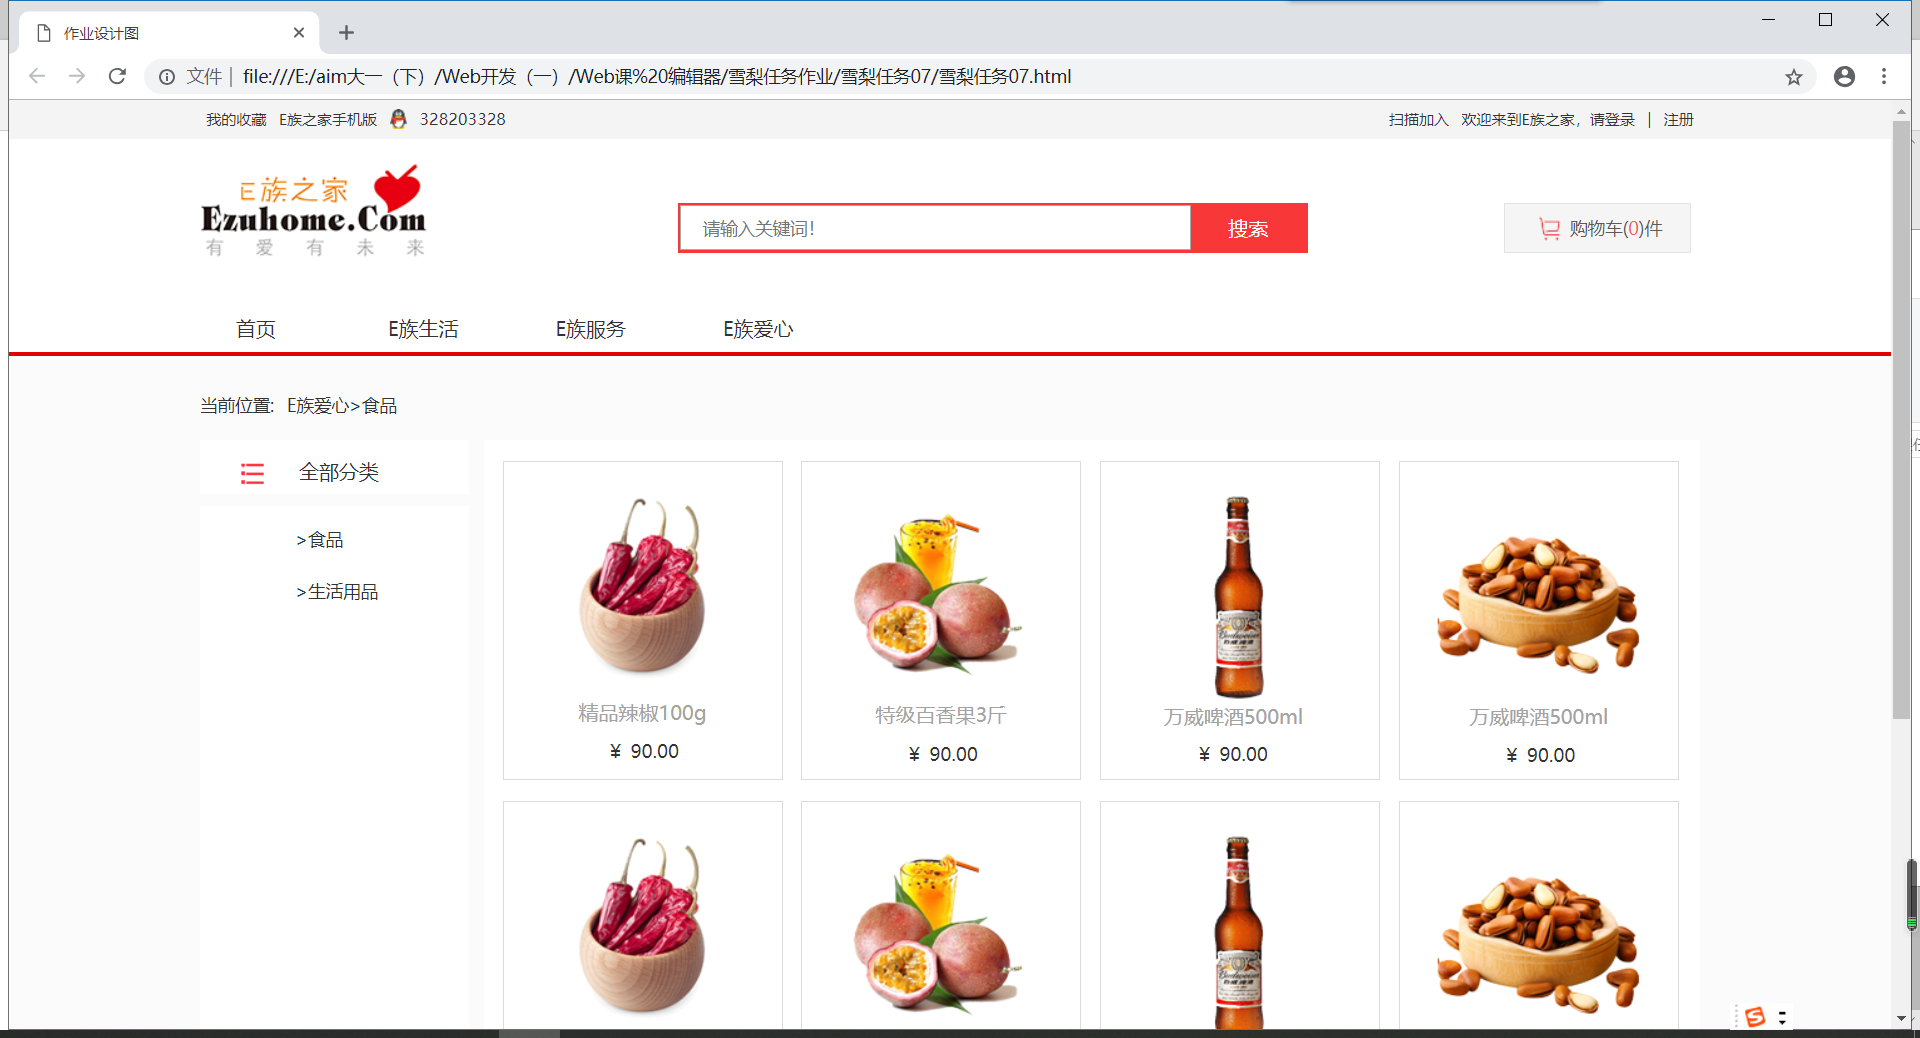 作业设计图
文件 | file:///E:/aim大一（下）/Web开发（一）/Web课%20编辑器/雪梨任务作业/雪梨任务07/雪梨任务07.html
我的收藏 E族之家手机版 328203328 扫描加入 欢迎来到E族之家，请登录 | 注册
E族之家
Ezuhome.Com
有爱有未来
请输入关键词! 搜索 购物车(0)件
首页 E族生活 E族服务 E族爱心
当前位置: E族爱心>食品
全部分类
>食品
>生活用品
Budweiser
精品辣椒100g 特级百香果3斤 万威啤酒500ml 万威啤酒500ml
¥ 90.00 ¥ 90.00 ¥ 90.00 ¥ 90.00
Budweiser